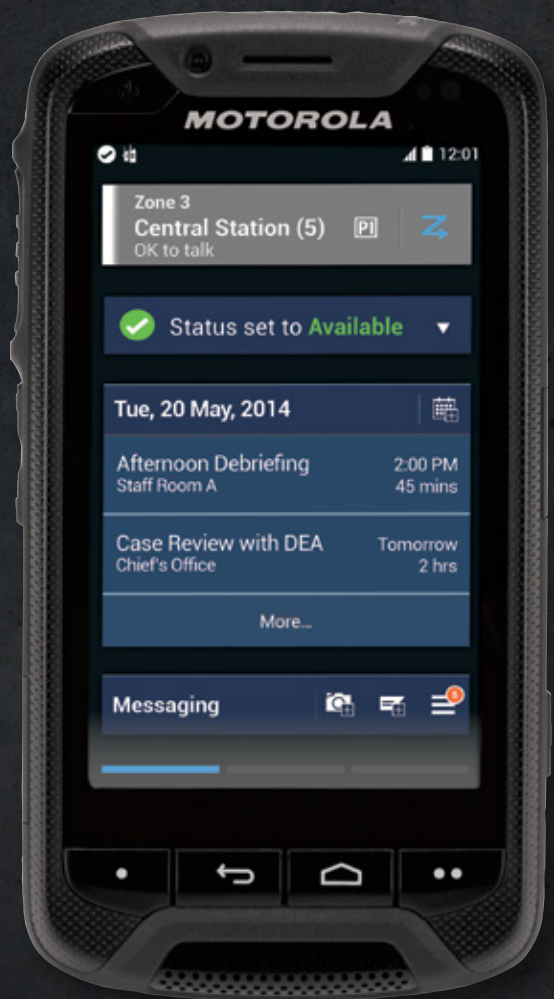 MOTOROLA
12:01
Zone 3
Central Station (5) PI
OK to talk
Status set to Available
Tue, 20 May, 2014
Afternoon Debriefing 2:00 PM
Staff Room A 45 mins
Case Review with DEA Tomorrow
Chief's Office 2 hrs
More...
Messaging 5